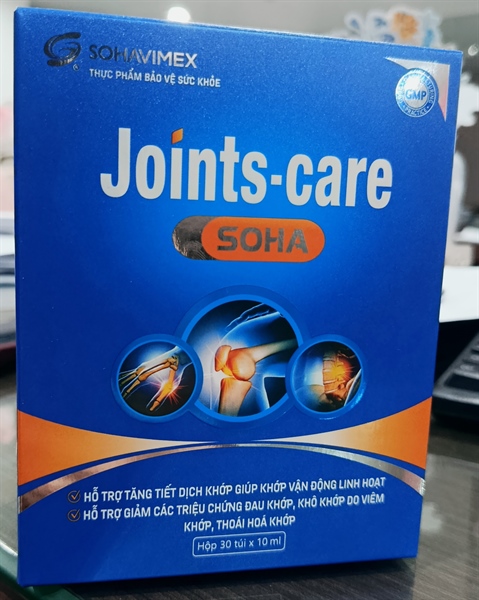 SOHAVIMEX
THỰC PHẨM BẢO VỆ SỨC KHỎE
GMP
PRACTICE
Joints-care
SOHA
HỖ TRỢ TĂNG TIẾT DỊCH KHỚP GIÚP KHỚP VẬN ĐỘNG LINH HOẠT
HỖ TRỢ GIẢM CÁC TRIỆU CHỨNG ĐAU KHỚP, KHÔ KHỚP DO VIÊM
KHỚP, THOÁI HOÁ KHỚP
Hộp 30 túi x 10 ml